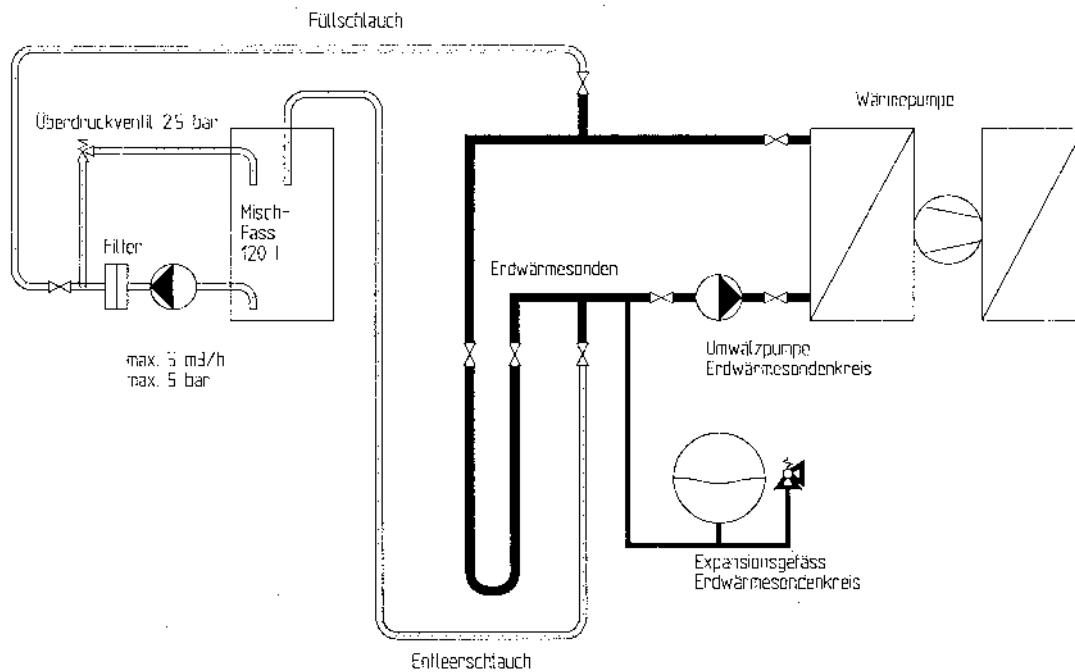 Füllschlauch
Wärmepumpe
Überdruckventil 2.5 bar
Misch-
Fass
120 l
Filter
Erdwärmesonden
max. 5 m3/h
max. 5 bar
Umwälzpumpe
Erdwärmesondenkreis
Expansionsgefäss
Erdwärmesondenkreis
Entleerschlauch